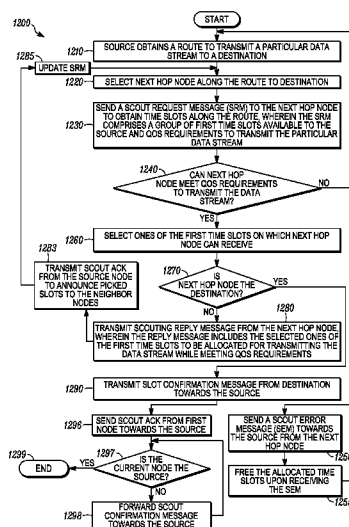 1200
START
1210
SOURCE OBTAINS A ROUTE TO TRANSMIT A PARTICULAR DATA
STREAM TO A DESTINATION
1285
UPDATE SRM
1220
SELECT NEXT HOP NODE ALONG THE ROUTE TO DESTINATION
1230
SEND A SCOUT REQUEST MESSAGE (SRM) TO THE NEXT HOP NODE
TO OBTAIN TIME SLOTS ALONG THE ROUTE, WHEREIN THE SRM
COMPRISES A GROUP OF FIRST TIME SLOTS AVAILABLE TO THE
SOURCE AND QOS REQUIREMENTS TO TRANSMIT THE PARTICULAR
DATA STREAM
1240
CAN NEXT HOP
NODE MEET QOS REQUIREMENTS
TO TRANSMIT THE DATA
STREAM?
NO
YES
1260
SELECT ONES OF THE FIRST TIME SLOTS ON WHICH NEXT HOP
NODE CAN RECEIVE
1283
TRANSMIT SCOUT ACK
FROM THE SOURCE NODE
TO ANNOUNCE PICKED
SLOTS TO THE NEIGHBOR
NODES
1270
IS
NEXT HOP NODE THE
DESTINATION?
YES
NO
1280
TRANSMIT SCOUTING REPLY MESSAGE FROM THE NEXT HOP NODE,
WHEREIN THE REPLY MESSAGE INCLUDES THE SELECTED ONES OF
THE FIRST TIME SLOTS TO BE ALLOCATED FOR TRANSMITTING THE
DATA STREAM WHILE MEETING QOS REQUIREMENTS
1290
TRANSMIT SLOT CONFIRMATION MESSAGE FROM DESTINATION
TOWARDS THE SOURCE
1296
SEND SCOUT ACK FROM FIRST
NODE TOWARDS THE SOURCE
SEND A SCOUT ERROR
MESSAGE (SEM) TOWARDS
THE SOURCE FROM THE NEXT
HOP NODE
1297
IS THE
CURRENT NODE THE
SOURCE?
YES
1299
END
NO
FREE THE ALLOCATED TIME
SLOTS UPON RECEIVING
THE SEM
1298
FORWARD SCOUT
CONFIRMATION MESSAGE
TOWARDS THE SOURCE